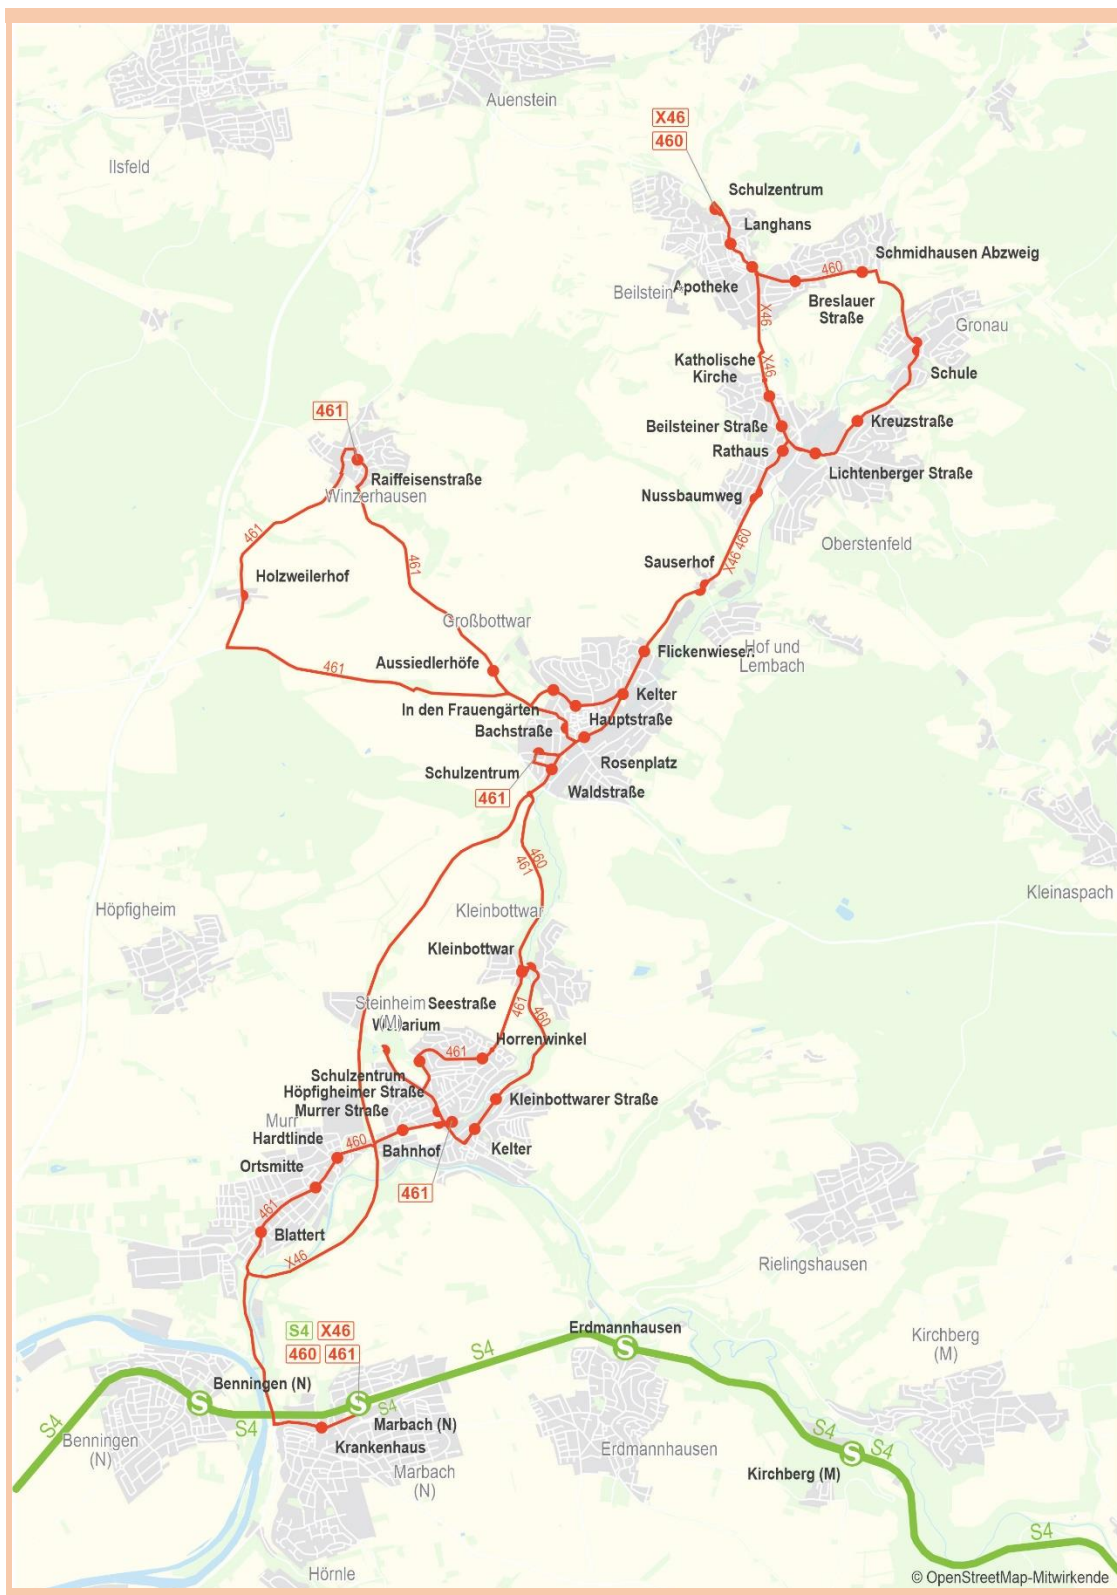 Auenstein
X46
460
Ilsfeld
Schulzentrum
Langhans
Schmidhausen Abzweig
460
Apotheke
Beilstein
Breslauer
Straße
X46
Gronau
Katholische
Kirche
X46
Schule
461
Kreuzstraße
Beilsteiner Straße
Rathaus
Lichtenberger Straße
Raiffeisenstraße
Winzerhausen
Nussbaumweg
461
461
Oberstenfeld
X46 460
Sauserhof
Holzweilerhof
Großbottwar
Hof und
Lembach
Flickenwiesen
Aussiedlerhöfe
461
Kelter
In den Frauengärten
Hauptstraße
Bachstraße
Rosenplatz
Schulzentrum
Waldstraße
461
460
461
Kleinaspach
Höpfigheim
Kleinbottwar
Kleinbottwar
Steinheim
(M)
Seestraße
461
460
Horrenwinkel
461
Schulzentrum
Höpfigheimer Straße
Kleinbottwarer Straße
Murrer Straße
Murr
Hardtlinde
460
Bahnhof
Kelter
Ortsmitte
461
461
Blattert
X46
Rielingshausen
S4 X46
460 461
Erdmannhausen
S
Kirchberg
(M)
S4
Benningen (N)
S
S
S4
S4
S4
Marbach (N)
Krankenhaus
Benningen
(N)
Marbach
(N)
Erdmannhausen
S4
S
S4
Kirchberg (M)
S4
Hörnle
© OpenStreetMap-Mitwirkende